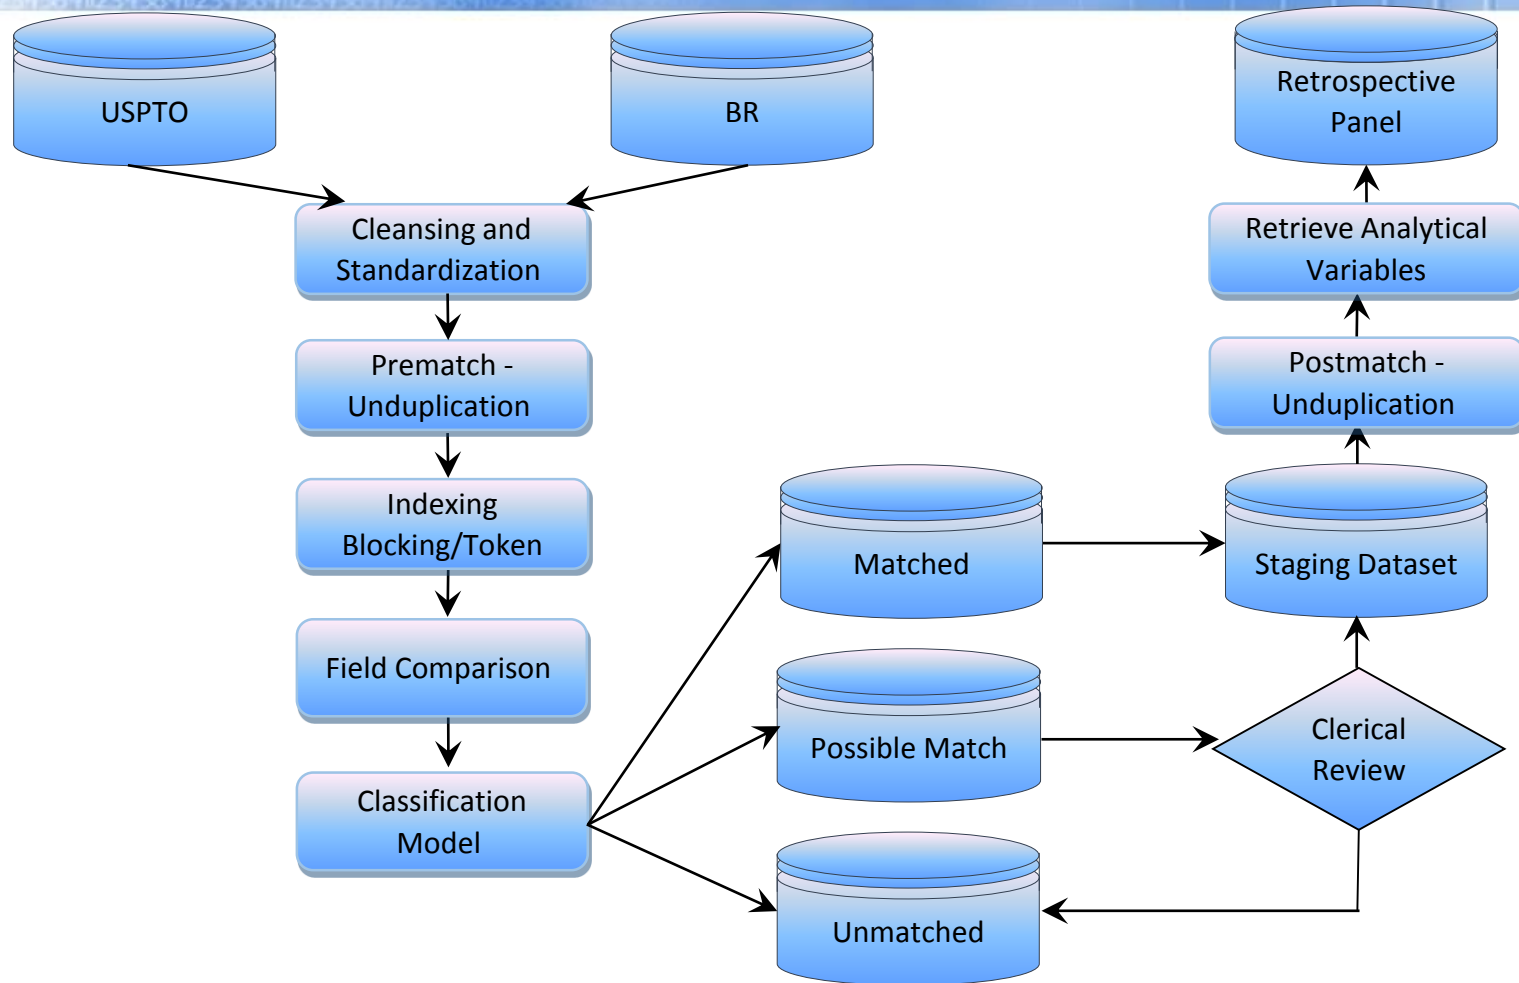 USPTO
BR
Retrospective
Panel
Cleansing and
Standardization
Retrieve Analytical
Variables
Prematch -
Unduplication
Postmatch -
Unduplication
Indexing
Blocking/Token
Matched
Staging Dataset
Field Comparison
Possible Match
Clerical
Review
Classification
Model
Unmatched